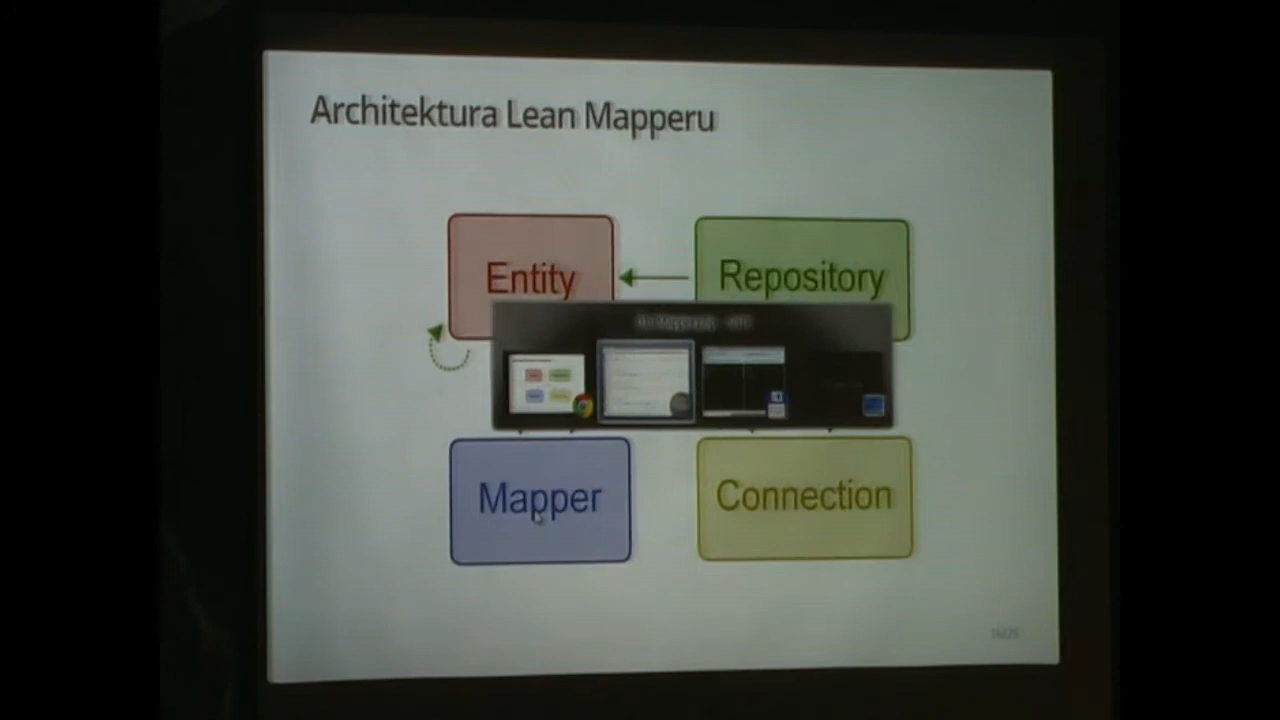 Architektura Lean Mapperu
Entity
Repository
Mapper
Connection